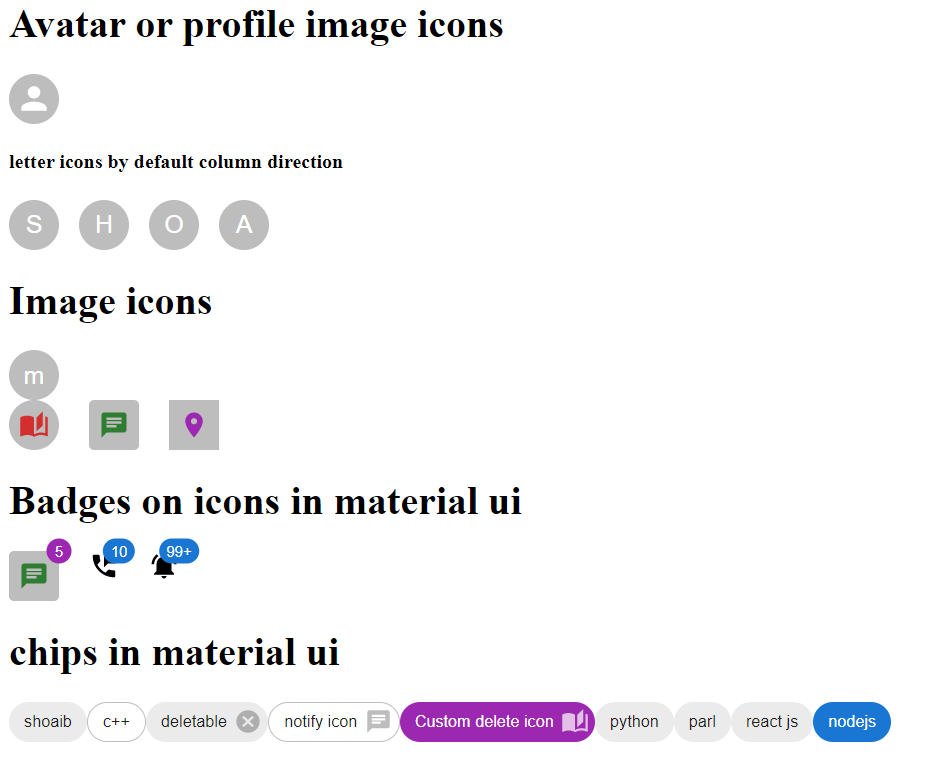 Avatar or profile image icons
letter icons by default column direction
S H O A
Image icons
m
Badges on icons in material ui
5 10 99+
chips in material ui
shoaib c++ deletable notify icon Custom delete icon python parl react js nodejs